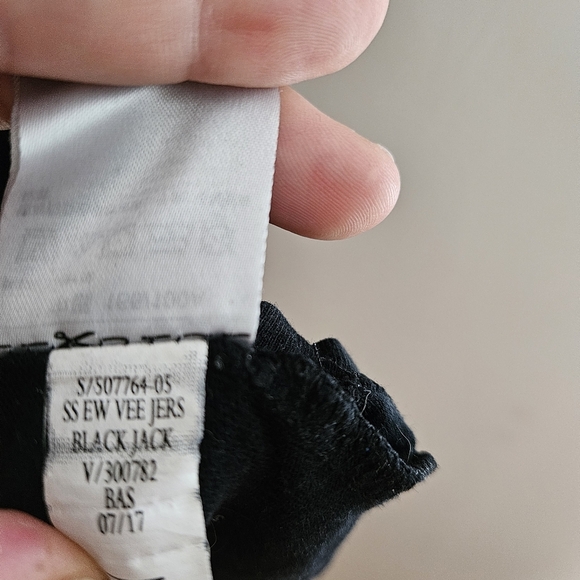 S/507764-05
SS EW VEE JERS
BLACK JACK
V/300782
BAS
07/17